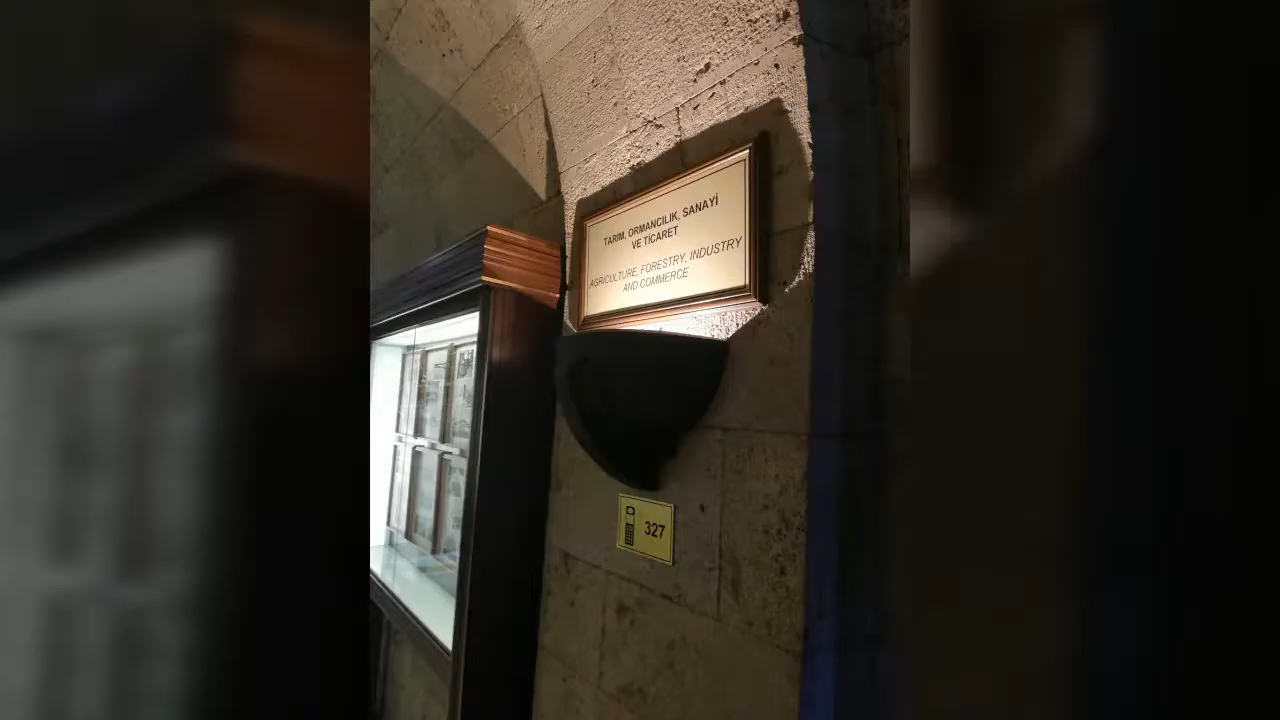 TARIM, ORMANCILIK, SANAYİ
VE TİCARET
AGRICULTURE, FORESTRY, INDUSTRY
AND COMMERCE
327